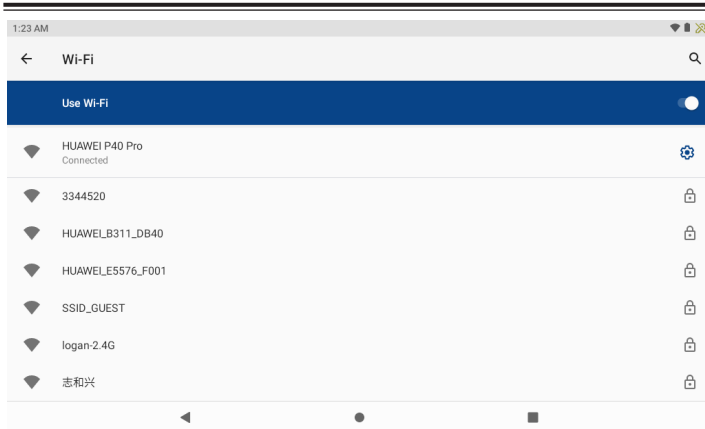 1:23 AM
Wi-Fi
Use Wi-Fi
HUAWEI P40 Pro
Connected
3344520
HUAWEI_B311_DB40
HUAWEI_E5576_F001
SSID_GUEST
logan-2.4G
志和兴